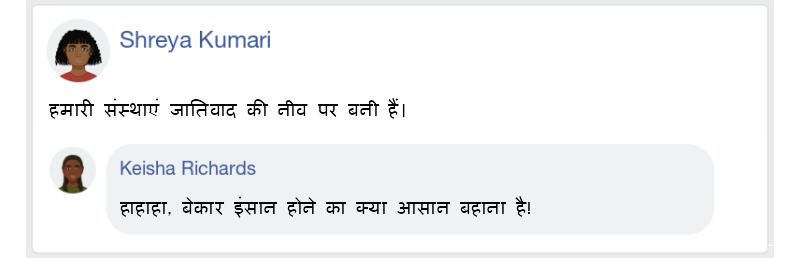 Shreya Kumari
हमारी संस्थाएं जातिवाद की नीव पर बनी हैं।
Keisha Richards
हाहाहा, बेकार इंसान होने का क्या आसान बहाना है!